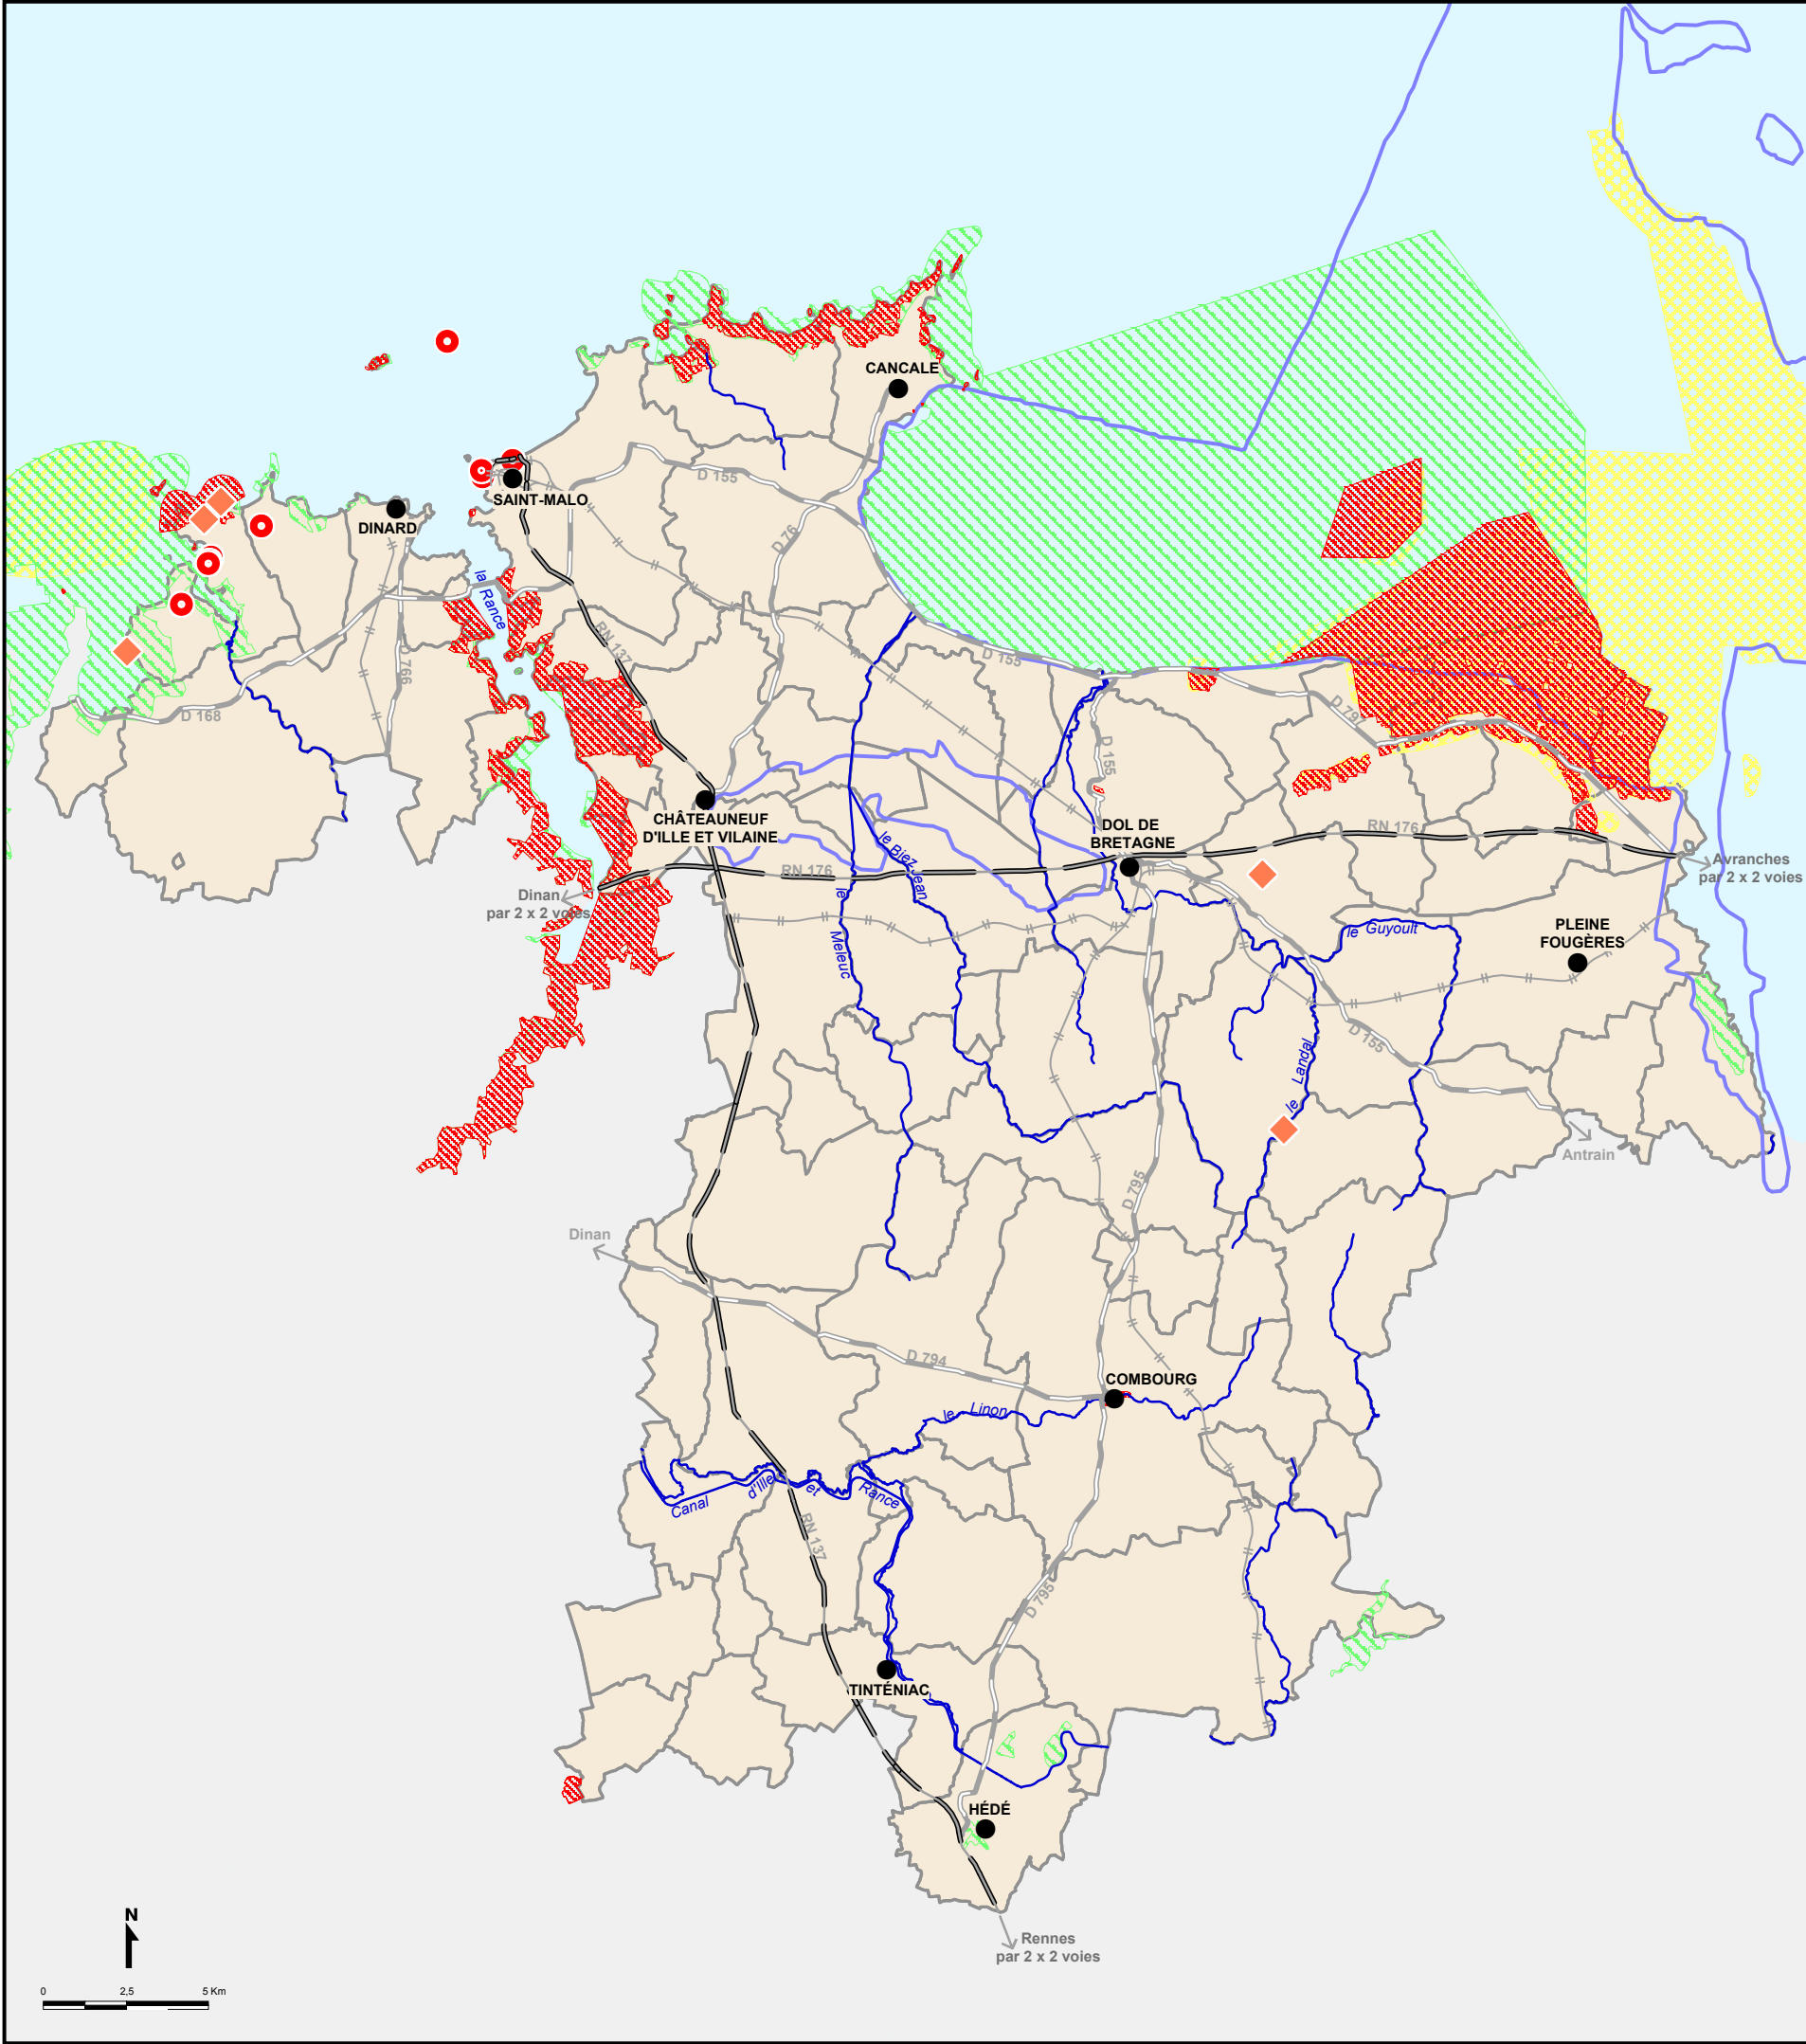 CANCALE
D 155
SAINT-MALO
DINARD
D 76
la Rance
RN 137
D 155
D 766
D 168
D 797
D 155
CHÂTEAUNEUF
D'ILLE ET VILAINE
DOL DE
BRETAGNE
RN 176
le Biez Jean
RN 176
Avranches
par 2 x 2 voies
Dinan
par 2 x 2 voies
le Meleuc
le Guyoult
PLEINE
FOUGÈRES
D 155
le Landal
Antrain
D 795
Dinan
D 794
COMBOURG
le Linon
Canal d'Ille et Rance
RN 137
D 795
TINTÉNIAC
HÉDÉ
N
Rennes
par 2 x 2 voies
0 2,5 5 Km